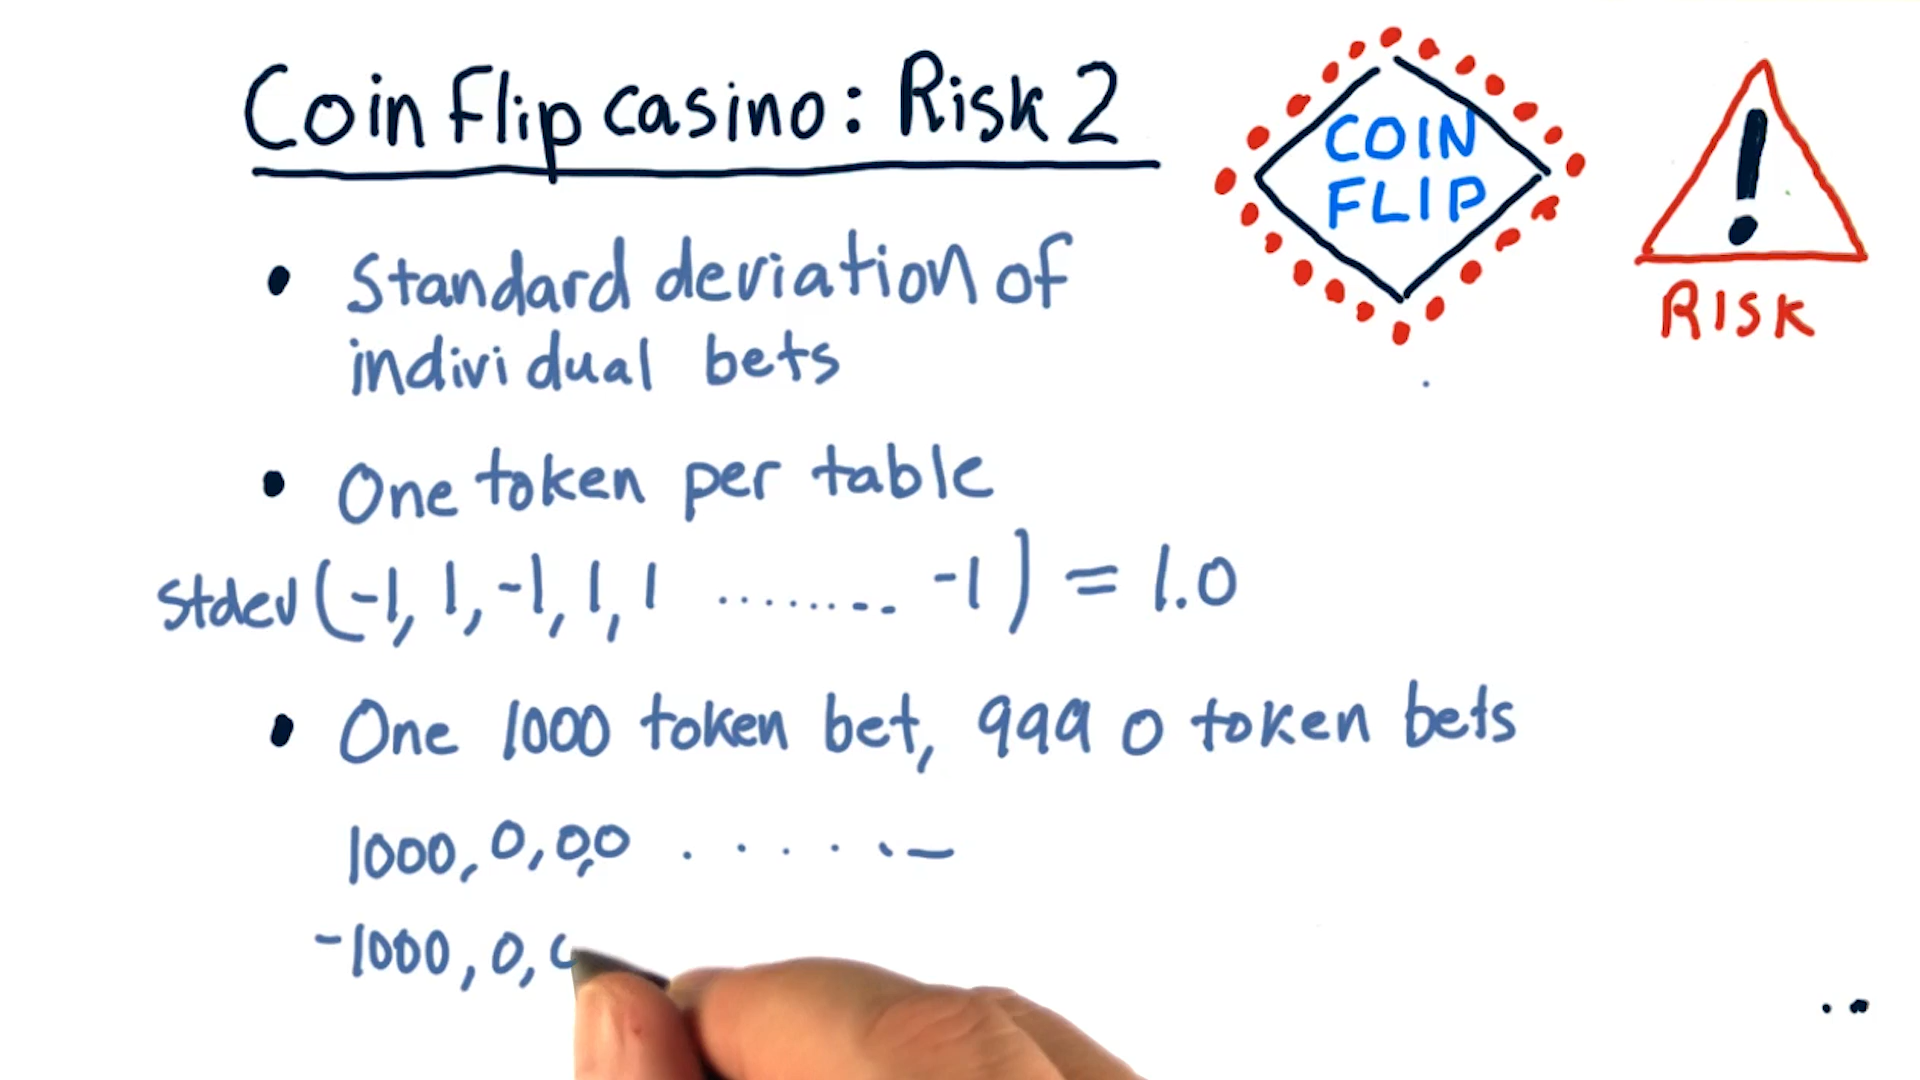 Coin Flip casino: Risk 2
COIN
FLIP
!
RISK
• Standard deviation of
individual bets
• One token per table
stdev (-1, 1, -1, 1, 1 ........-- -1) = 1.0
• One 1000 token bet, 999 0 token bets
1000, 0, 0,0 . . . . . –
-1000, 0, 0